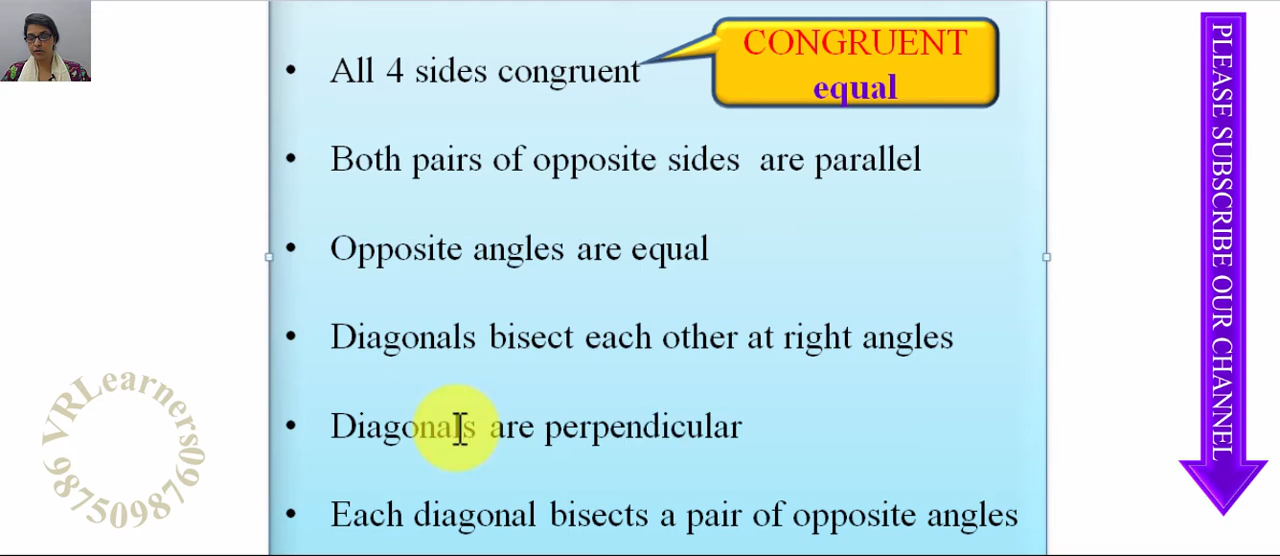 CONGRUENT
equal
• All 4 sides congruent
• Both pairs of opposite sides are parallel
• Opposite angles are equal
• Diagonals bisect each other at right angles
• Diagonals are perpendicular
• Each diagonal bisects a pair of opposite angles
PLEASE SUBSCRIBE OUR CHANNEL
VRLearners09875098760